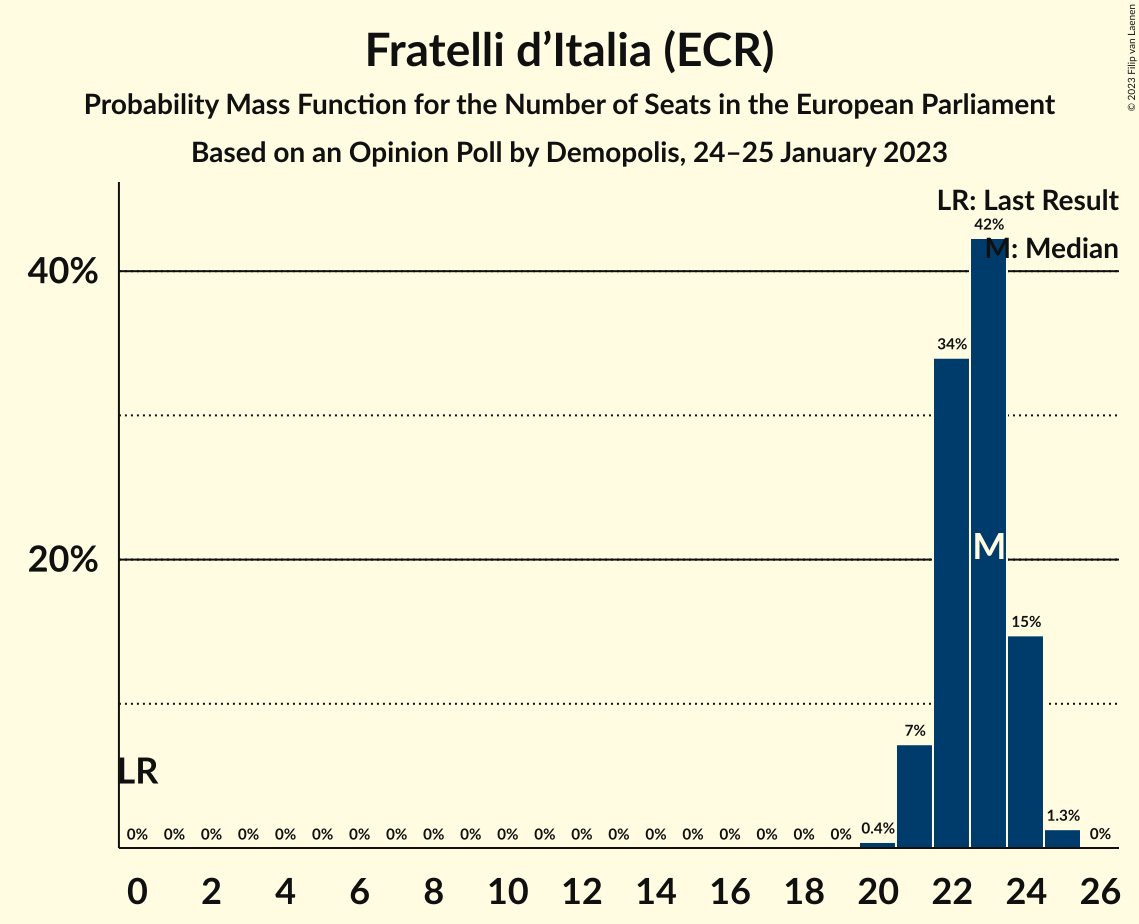 Fratelli d’Italia (ECR)
Probability Mass Function for the Number of Seats in the European Parliament
Based on an Opinion Poll by Demopolis, 24–25 January 2023
© 2023 Filip van Laenen
LR: Last Result
M: Median
40%
20%
42%
34%
M
15%
7%
LR
0% 0% 0% 0% 0% 0% 0% 0% 0% 0% 0% 0% 0% 0% 0% 0% 0% 0% 0% 0% 0.4% 1.3% 0%
0 2 4 6 8 10 12 14 16 18 20 22 24 26